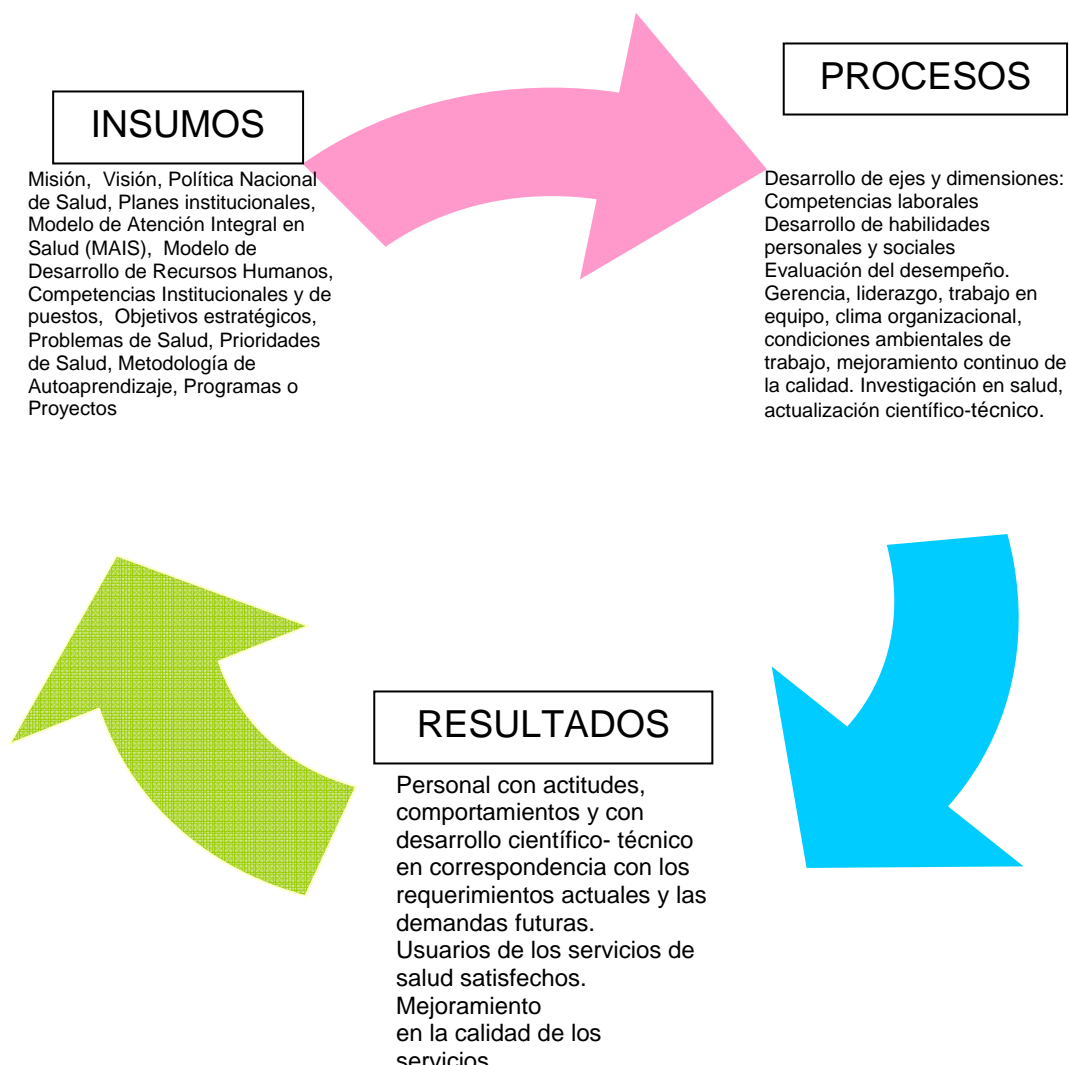 INSUMOS
Misión, Visión, Política Nacional
de Salud, Planes institucionales,
Modelo de Atención Integral en
Salud (MAIS), Modelo de
Desarrollo de Recursos Humanos,
Competencias Institucionales y de
puestos, Objetivos estratégicos,
Problemas de Salud, Prioridades
de Salud, Metodología de
Autoaprendizaje, Programas o
Proyectos
PROCESOS
Desarrollo de ejes y dimensiones:
Competencias laborales
Desarrollo de habilidades
personales y sociales
Evaluación del desempeño.
Gerencia, liderazgo, trabajo en
equipo, clima organizacional,
condiciones ambientales de
trabajo, mejoramiento continuo de
la calidad. Investigación en salud,
actualización científico-técnico.
RESULTADOS
Personal con actitudes,
comportamientos y con
desarrollo científico- técnico
en correspondencia con los
requerimientos actuales y las
demandas futuras.
Usuarios de los servicios de
salud satisfechos.
Mejoramiento
en la calidad de los
servicios